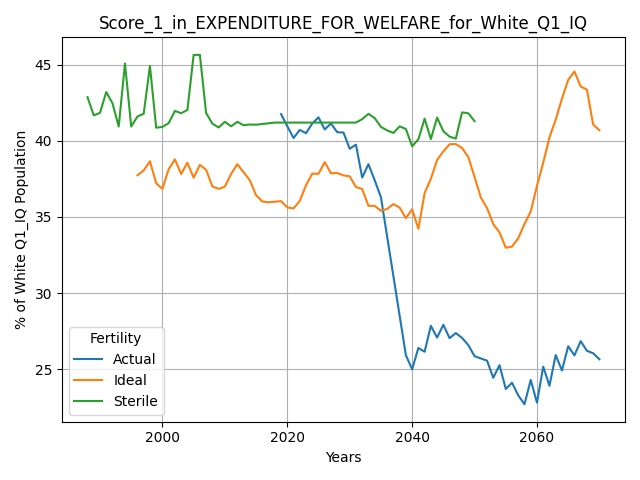 Score_1_in_EXPENDITURE_FOR_WELFARE_for_White_Q1_IQ
% of White Q1_IQ Population
45
40
35
30
25
Fertility
Actual
Ideal
Sterile
2000
2020
2040
2060
Years